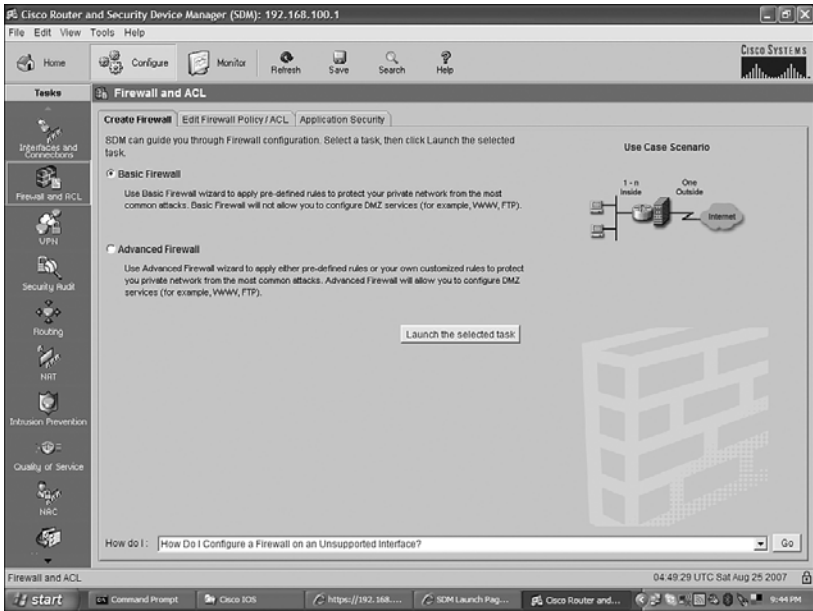 Cisco Router and Security Device Manager (SDM): 192.168.100.1
File Edit View Tools Help
Home Configure Monitor Refresh Save Search Help
CISCO SYSTEMS
Tasks
Firewall and ACL
Interfaces and Connections
Firewall and ACL
VPN
Security Audit
Routing
NAT
Intrusion Prevention
Quality of Service
NAC
Create Firewall Edit Firewall Policy / ACL Application Security
SDM can guide you through Firewall configuration. Select a task, then click Launch the selected
task.
Basic Firewall
Use Basic Firewall wizard to apply pre-defined rules to protect your private network from the most
common attacks. Basic Firewall will not allow you to configure DMZ services (for example, WWW, FTP).
Advanced Firewall
Use Advanced Firewall wizard to apply either pre-defined rules or your own customized rules to protect
you private network from the most common attacks. Advanced Firewall will allow you to configure DMZ
services (for example, WWW, FTP).
Launch the selected task
Use Case Scenario
1 - n
Inside
One
Outside
Internet
How do I: How Do I Configure a Firewall on an Unsupported Interface? Go
Firewall and ACL
04:49:29 UTC Sat Aug 25 2007
start Command Prompt Cisco IOS https://192.168.... SDM Launch Pag... Cisco Router and... 9:44 PM